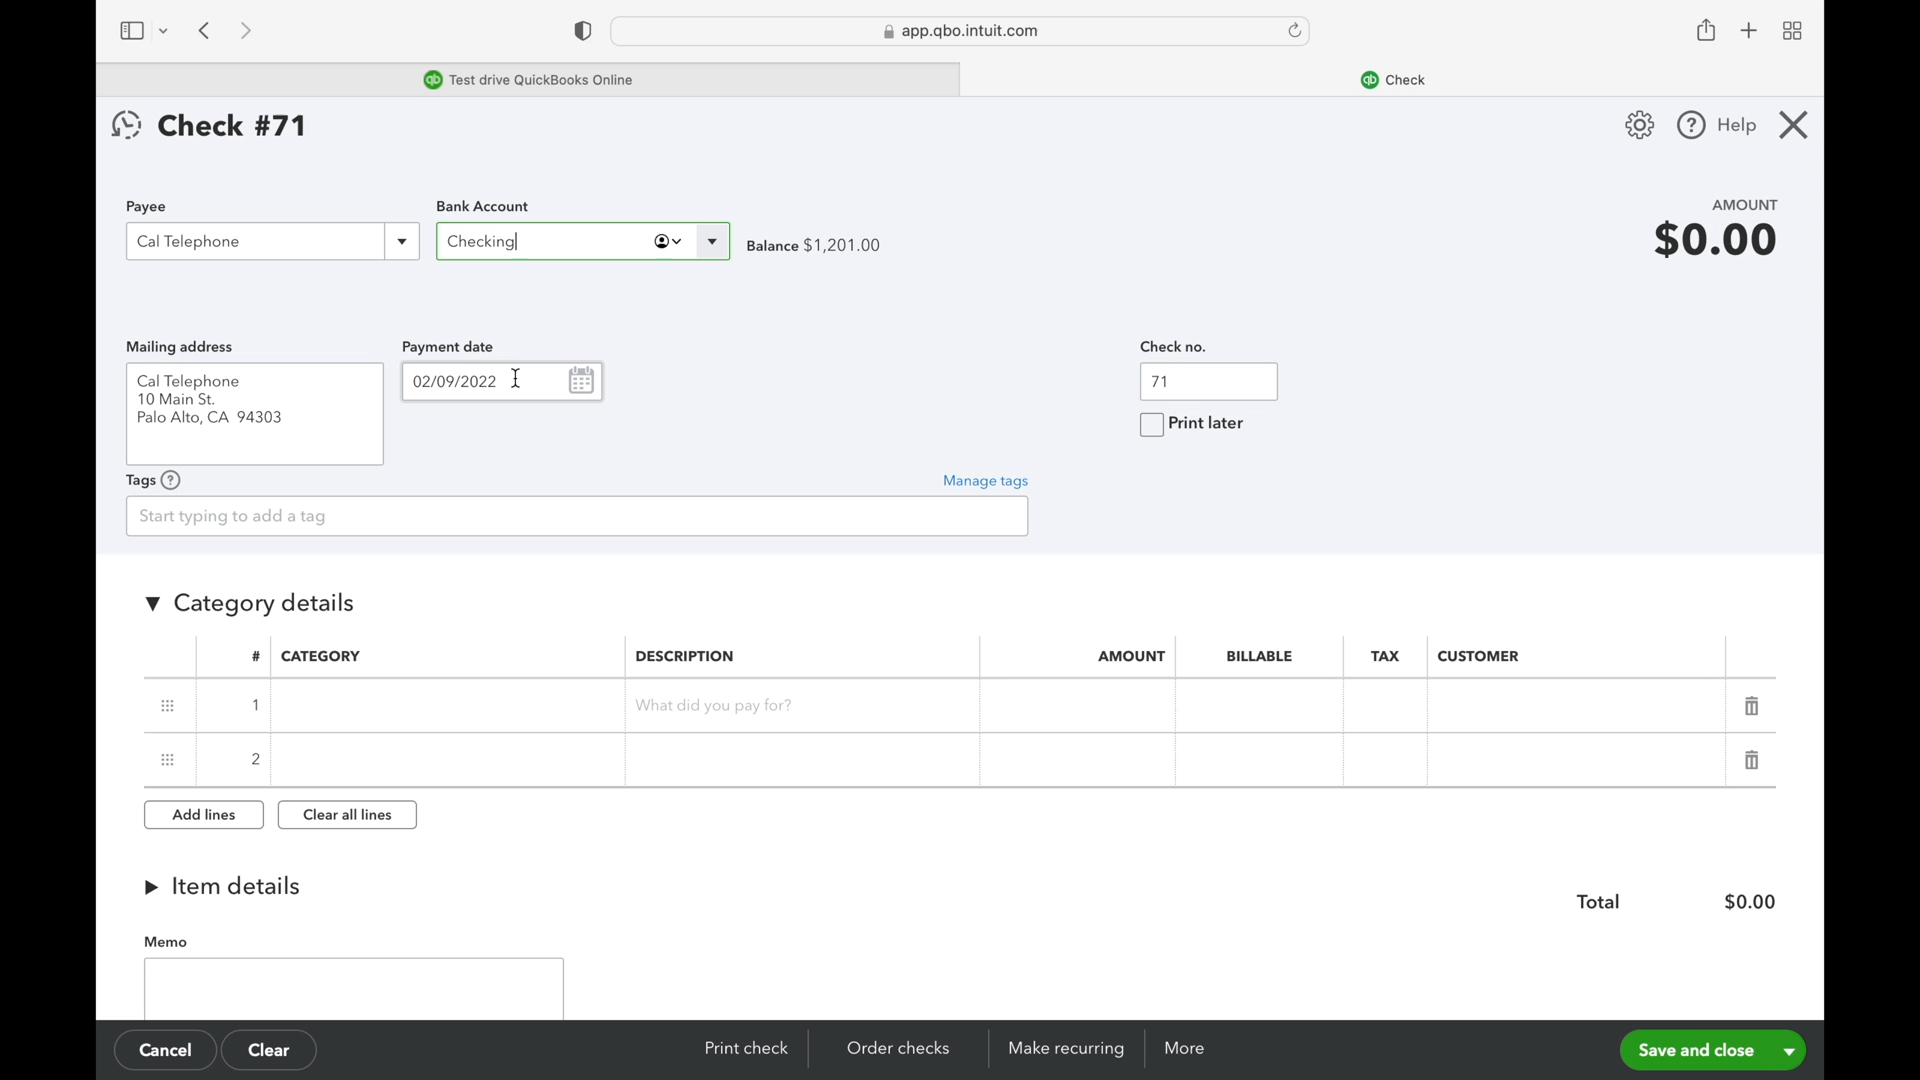 app.qbo.intuit.com
qb Test drive QuickBooks Online
qb Check
Check #71
? Help
Payee
Bank Account
AMOUNT
Cal Telephone
Checking
Balance $1,201.00
$0.00
Mailing address
Payment date
Check no.
Cal Telephone
10 Main St.
Palo Alto, CA 94303
02/09/2022
71
Print later
Tags ?
Manage tags
Start typing to add a tag
Category details
# CATEGORY DESCRIPTION AMOUNT BILLABLE TAX CUSTOMER
1 What did you pay for?
2
Add lines Clear all lines
Item details
Total $0.00
Memo
Cancel Clear Print check Order checks Make recurring More Save and close